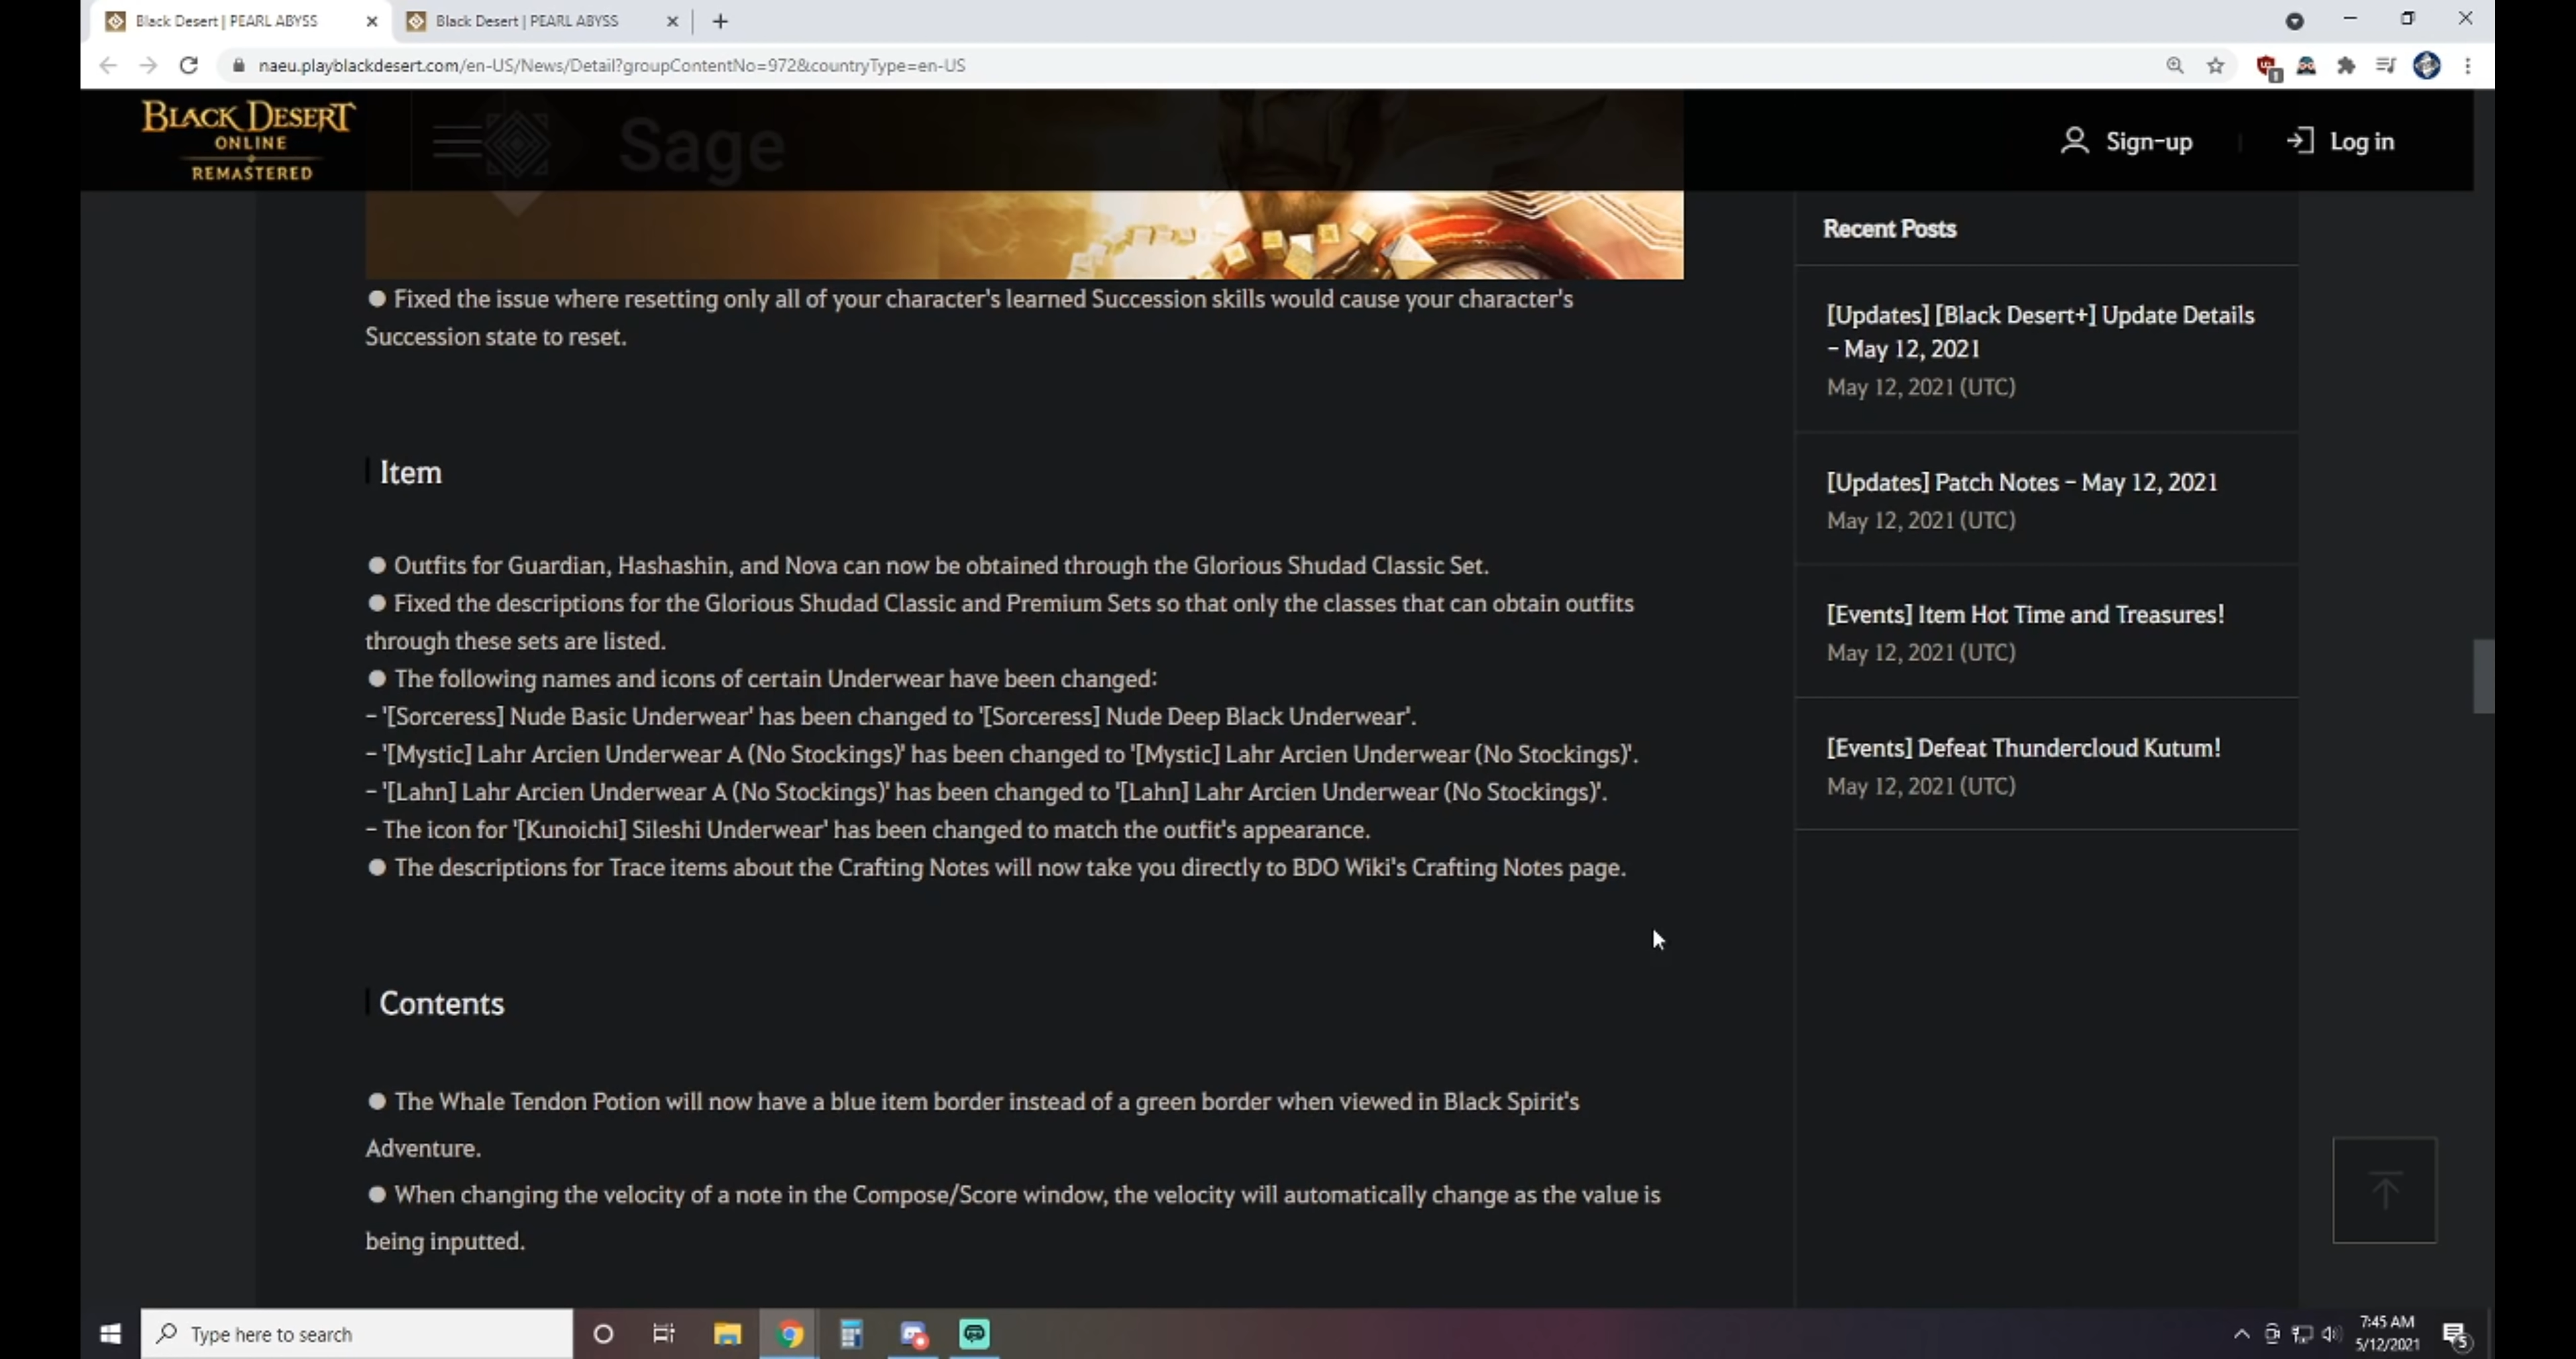 Black Desert | PEARL ABYSS
Black Desert | PEARL ABYSS
naeu.playblackdesert.com/en-US/News/Detail?groupContentNo=972&countryType=en-US
BLACK DESERT
ONLINE
REMASTERED
Sage
Sign-up
Log in
● Fixed the issue where resetting only all of your character's learned Succession skills would cause your character's
Succession state to reset.
Item
● Outfits for Guardian, Hashashin, and Nova can now be obtained through the Glorious Shudad Classic Set.
● Fixed the descriptions for the Glorious Shudad Classic and Premium Sets so that only the classes that can obtain outfits
through these sets are listed.
● The following names and icons of certain Underwear have been changed:
- '[Sorceress] Nude Basic Underwear' has been changed to '[Sorceress] Nude Deep Black Underwear'.
- '[Mystic] Lahr Arcien Underwear A (No Stockings)' has been changed to '[Mystic] Lahr Arcien Underwear (No Stockings)'.
- '[Lahn] Lahr Arcien Underwear A (No Stockings)' has been changed to '[Lahn] Lahr Arcien Underwear (No Stockings)'.
- The icon for '[Kunoichi] Sileshi Underwear' has been changed to match the outfit's appearance.
● The descriptions for Trace items about the Crafting Notes will now take you directly to BDO Wiki's Crafting Notes page.
Contents
● The Whale Tendon Potion will now have a blue item border instead of a green border when viewed in Black Spirit's
Adventure.
● When changing the velocity of a note in the Compose/Score window, the velocity will automatically change as the value is
being inputted.
Recent Posts
[Updates] [Black Desert+] Update Details
- May 12, 2021
May 12, 2021 (UTC)
[Updates] Patch Notes - May 12, 2021
May 12, 2021 (UTC)
[Events] Item Hot Time and Treasures!
May 12, 2021 (UTC)
[Events] Defeat Thundercloud Kutum!
May 12, 2021 (UTC)
Type here to search
7:45 AM
5/12/2021
5